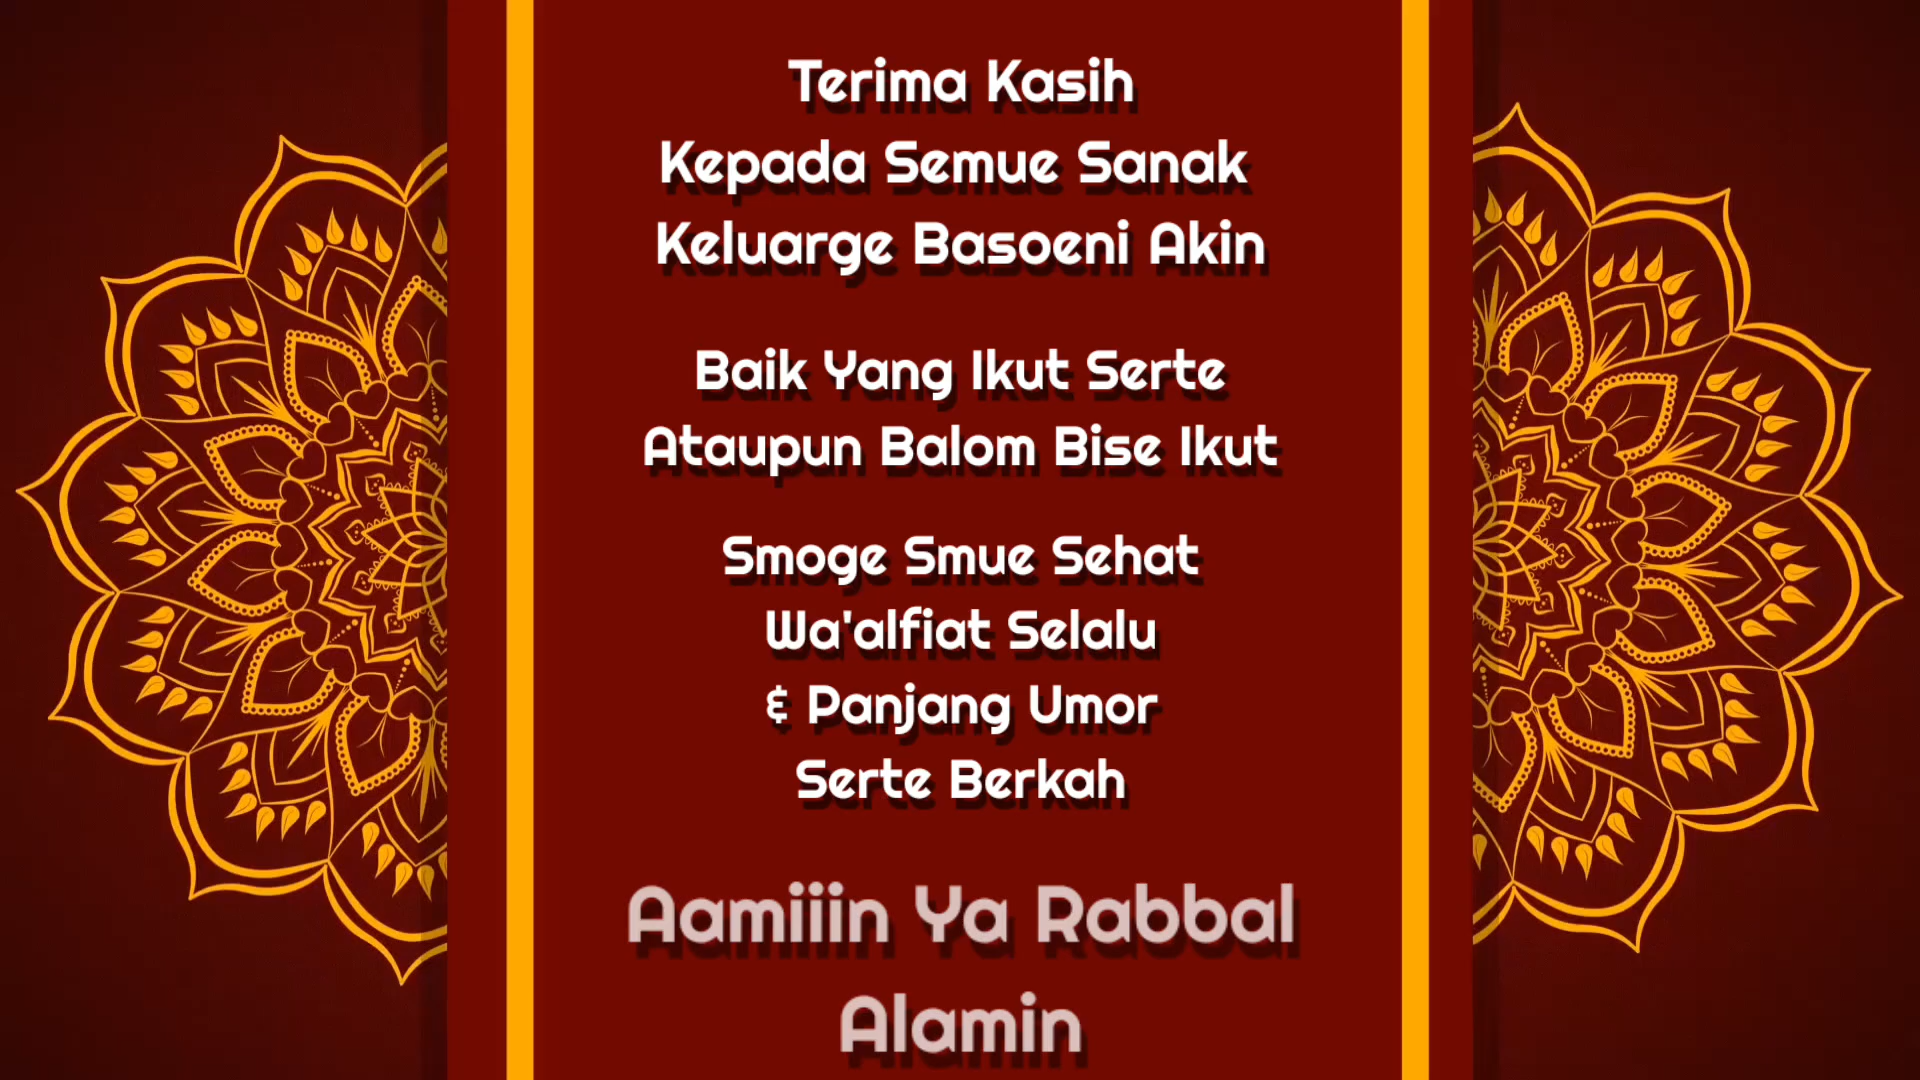 Terima Kasih
Kepada Semue Sanak
Keluarge Basoeni Akin
Baik Yang Ikut Serte
Ataupun Balom Bise Ikut
Smoge Smue Sehat
Wa'alfiat Selalu
& Panjang Umor
Serte Berkah
Aamiiin Ya Rabbal
Alamin